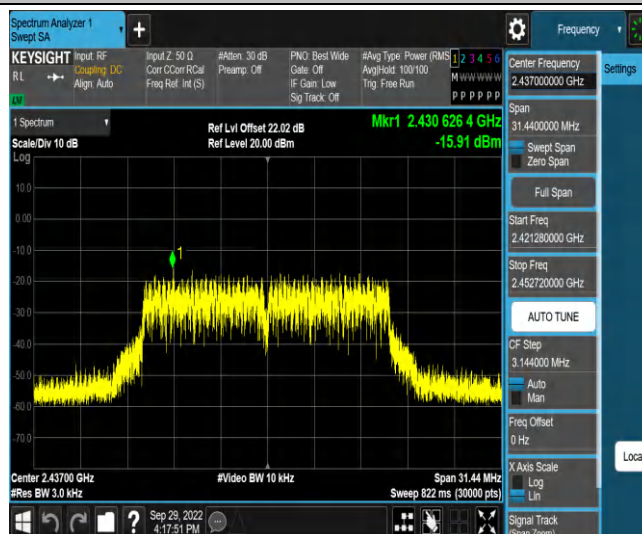 Spectrum Analyzer 1
Swept SA
+
Frequency
KEYSIGHT
RL
LXI
Input: RF
Coupling: DC
Align: Auto
Input Z: 50 Ω
Corr CCorr RCal
Freq Ref: Int (S)
#Atten: 30 dB
Preamp: Off
PNO: Best Wide
Gate: Off
IF Gain: Low
Sig Track: Off
#Avg Type: Power (RMS
Avg|Hold: 100/100
Trig: Free Run
1 2 3 4 5 6
M W W W W W
P P P P P P
1 Spectrum
Scale/Div 10 dB
Log
Ref Lvl Offset 22.02 dB
Ref Level 20.00 dBm
Mkr1 2.430 626 4 GHz
-15.91 dBm
10.0
0.00
-10.0
-20.0
-30.0
-40.0
-50.0
-60.0
-70.0
1
Center 2.43700 GHz
#Res BW 3.0 kHz
#Video BW 10 kHz
Span 31.44 MHz
Sweep 822 ms (30000 pts)
Sep 29, 2022
4:17:51 PM
?
Center Frequency
2.437000000 GHz
Settings
Span
31.4400000 MHz
Swept Span
Zero Span
Full Span
Start Freq
2.421280000 GHz
Stop Freq
2.452720000 GHz
AUTO TUNE
CF Step
3.144000 MHz
Auto
Man
Freq Offset
0 Hz
X Axis Scale
Log
Lin
Loca
Signal Track
(Span Zoom)